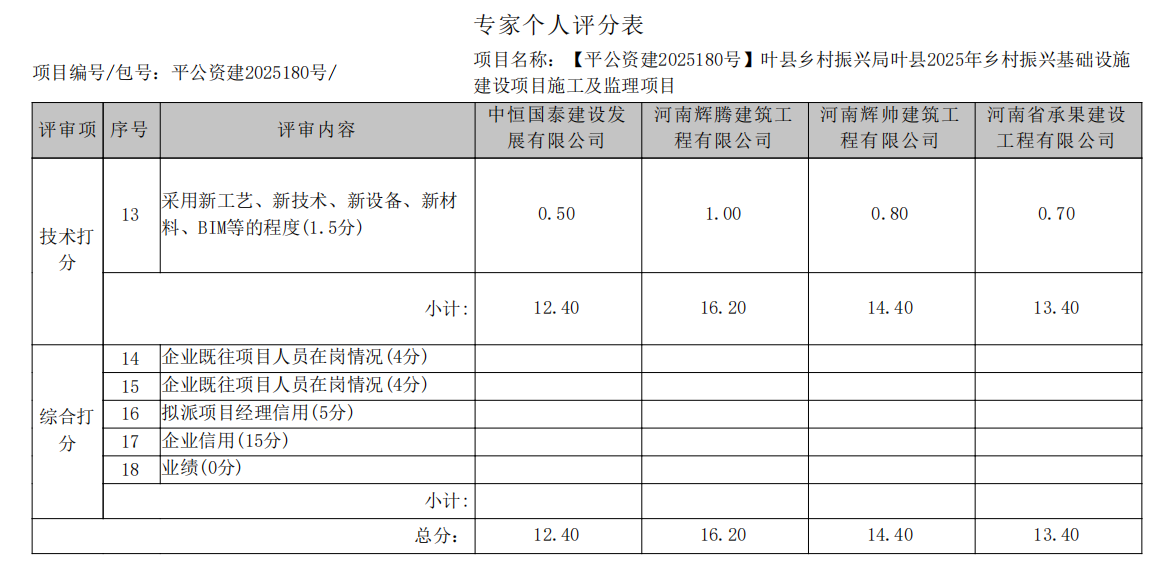 专家个人评分表
项目编号/包号：平公资建2025180号/
项目名称：【平公资建2025180号】叶县乡村振兴局叶县2025年乡村振兴基础设施
建设项目施工及监理项目
评审项 序号 评审内容 中恒国泰建设发 河南辉腾建筑工 河南辉帅建筑工 河南省承果建设
展有限公司 程有限公司 程有限公司 工程有限公司
技术打
分
13 采用新工艺、新技术、新设备、新材 0.50 1.00 0.80 0.70
料、BIM等的程度(1.5分)
小计: 12.40 16.20 14.40 13.40
综合打
分
14 企业既往项目人员在岗情况(4分)
15 企业既往项目人员在岗情况(4分)
16 拟派项目经理信用(5分)
17 企业信用(15分)
18 业绩(0分)
小计:
总分: 12.40 16.20 14.40 13.40